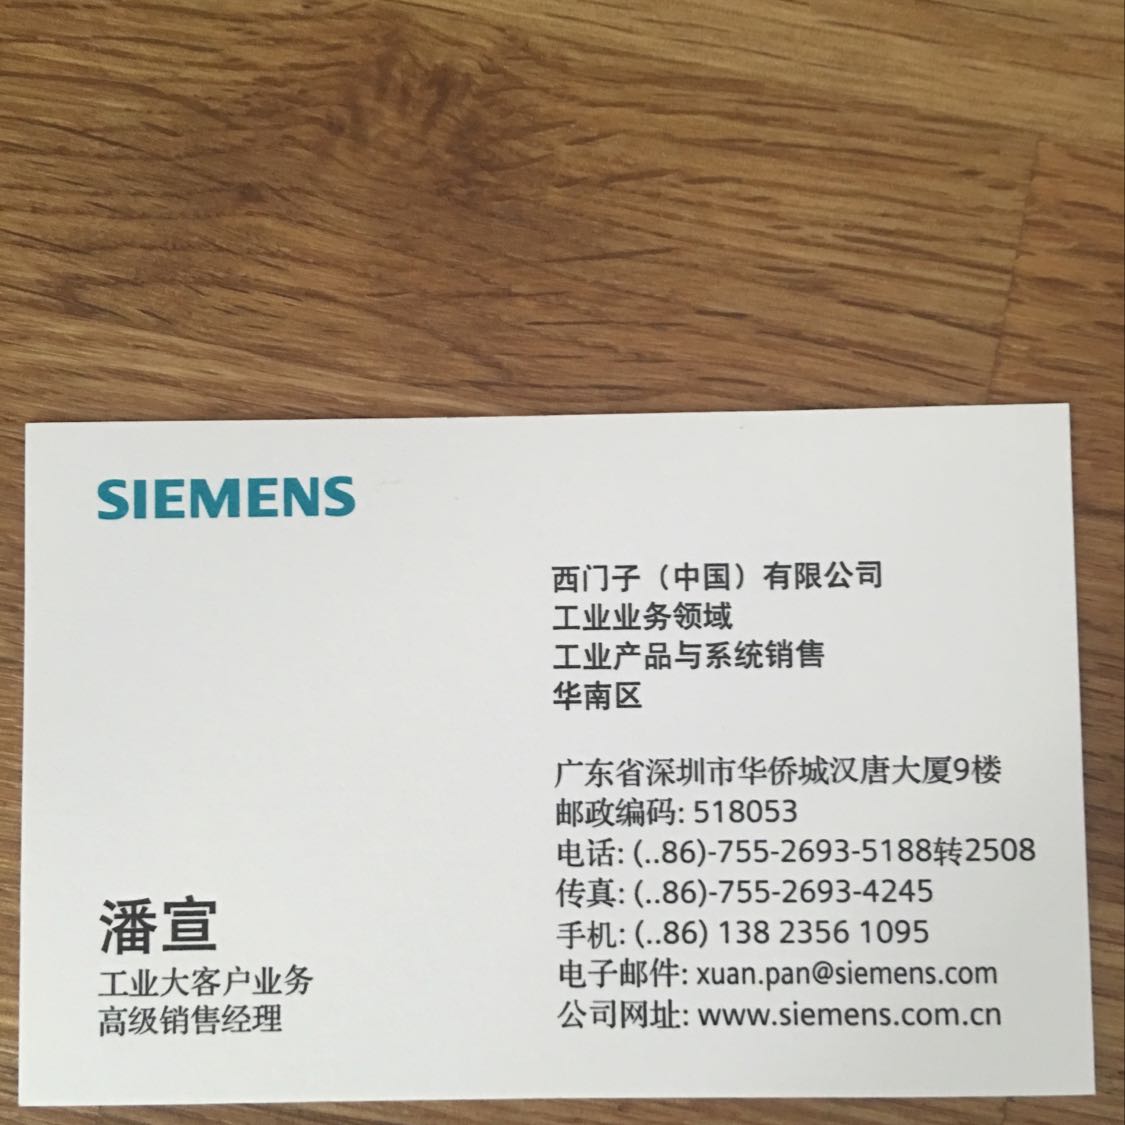 SIEMENS
西门子（中国）有限公司
工业业务领域
工业产品与系统销售
华南区
广东省深圳市华侨城汉唐大厦9楼
邮政编码: 518053
电话: (..86)-755-2693-5188转2508
传真: (..86)-755-2693-4245
手机: (..86) 138 2356 1095
电子邮件: xuan.pan@siemens.com
公司网址: www.siemens.com.cn
潘宣
工业大客户业务
高级销售经理